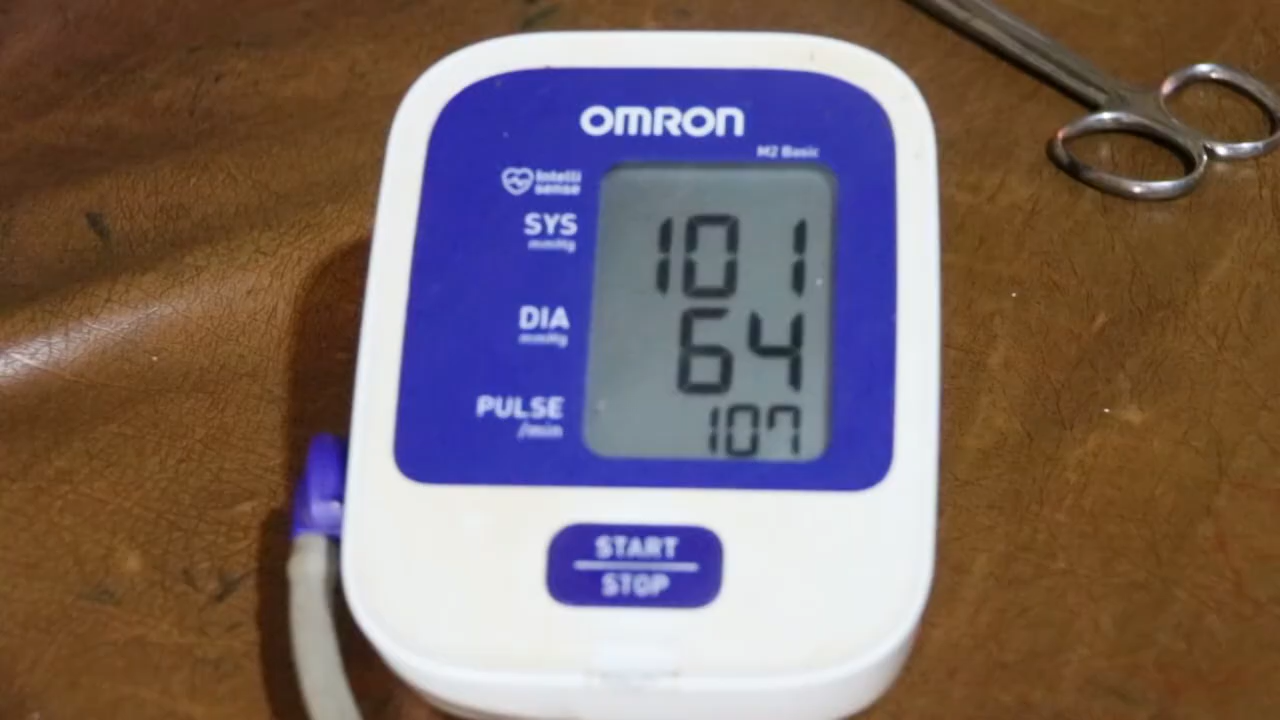 OMRON
M2 Basic
Intelli
sense
SYS
mmHg
101
DIA
mmHg
64
PULSE
/min
107
START
STOP